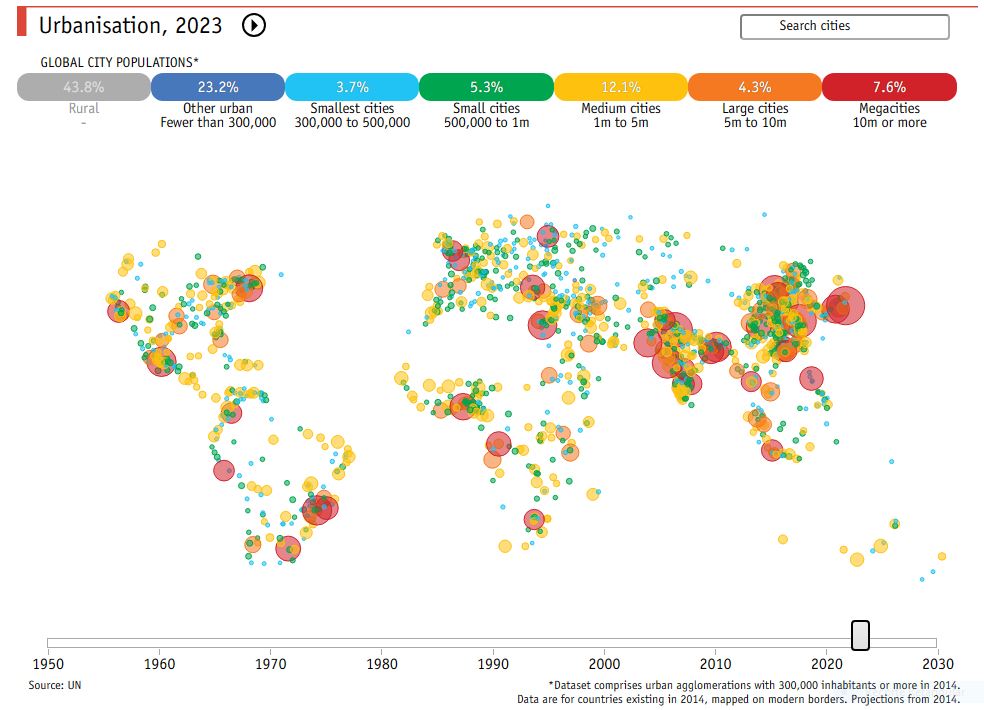 Urbanisation, 2023
Search cities
GLOBAL CITY POPULATIONS*
43.8% 23.2% 3.7% 5.3% 12.1% 4.3% 7.6%
Rural Other urban Smallest cities Small cities Medium cities Large cities Megacities
- Fewer than 300,000 300,000 to 500,000 500,000 to 1m 1m to 5m 5m to 10m 10m or more
1950 1960 1970 1980 1990 2000 2010 2020 2030
Source: UN *Dataset comprises urban agglomerations with 300,000 inhabitants or more in 2014.
Data are for countries existing in 2014, mapped on modern borders. Projections from 2014.